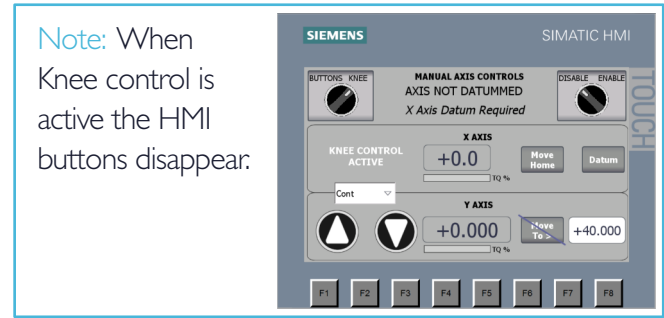 Note: When
Knee control is
active the HMI
buttons disappear.
SIEMENS
SIMATIC HMI
TOUCH
BUTTONS KNEE
MANUAL AXIS CONTROLS
DISABLE ENABLE
AXIS NOT DATUMMED
X Axis Datum Required
X AXIS
KNEE CONTROL
ACTIVE
+0.0
Move
Home
Datum
TQ %
Cont
Y AXIS
+0.000
Move
To >
+40.000
TQ %
F1 F2 F3 F4 F5 F6 F7 F8